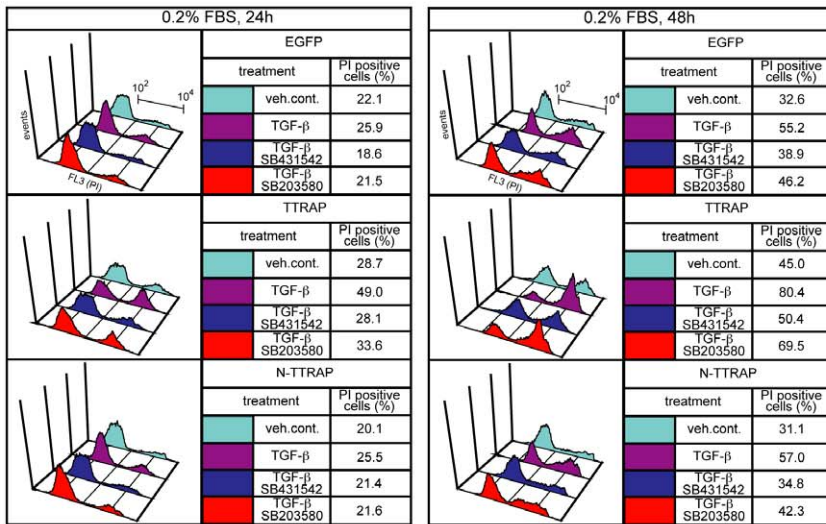 0.2% FBS, 24h
EGFP
treatment PI positive cells (%)
veh.cont. 22.1
TGF-β 25.9
TGF-β SB431542 18.6
TGF-β SB203580 21.5
10² 10⁴
events
FL3 (PI)
TTRAP
treatment PI positive cells (%)
veh.cont. 28.7
TGF-β 49.0
TGF-β SB431542 28.1
TGF-β SB203580 33.6
N-TTRAP
treatment PI positive cells (%)
veh.cont. 20.1
TGF-β 25.5
TGF-β SB431542 21.4
TGF-β SB203580 21.6
0.2% FBS, 48h
EGFP
treatment PI positive cells (%)
veh.cont. 32.6
TGF-β 55.2
TGF-β SB431542 38.9
TGF-β SB203580 46.2
10² 10⁴
events
FL3 (PI)
TTRAP
treatment PI positive cells (%)
veh.cont. 45.0
TGF-β 80.4
TGF-β SB431542 50.4
TGF-β SB203580 69.5
N-TTRAP
treatment PI positive cells (%)
veh.cont. 31.1
TGF-β 57.0
TGF-β SB431542 34.8
TGF-β SB203580 42.3